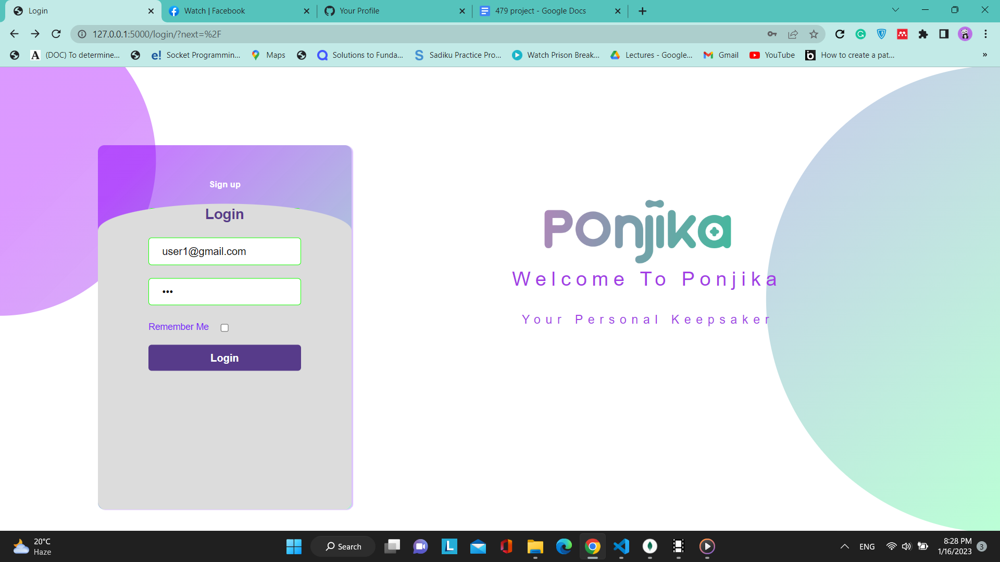 Login
Watch | Facebook
Your Profile
479 project - Google Docs
127.0.0.1:5000/login/?next=%2F
(DOC) To determine...
e! Socket Programmin...
Maps
Solutions to Funda...
Sadiku Practice Pro...
Watch Prison Break...
Lectures - Google...
Gmail
YouTube
How to create a pat...
»
Sign up
Login
user1@gmail.com
•••
Remember Me
Login
Ponjika
Welcome To Ponjika
Your Personal Keepsaker
20°C
Haze
Search
ENG
8:28 PM
1/16/2023
3